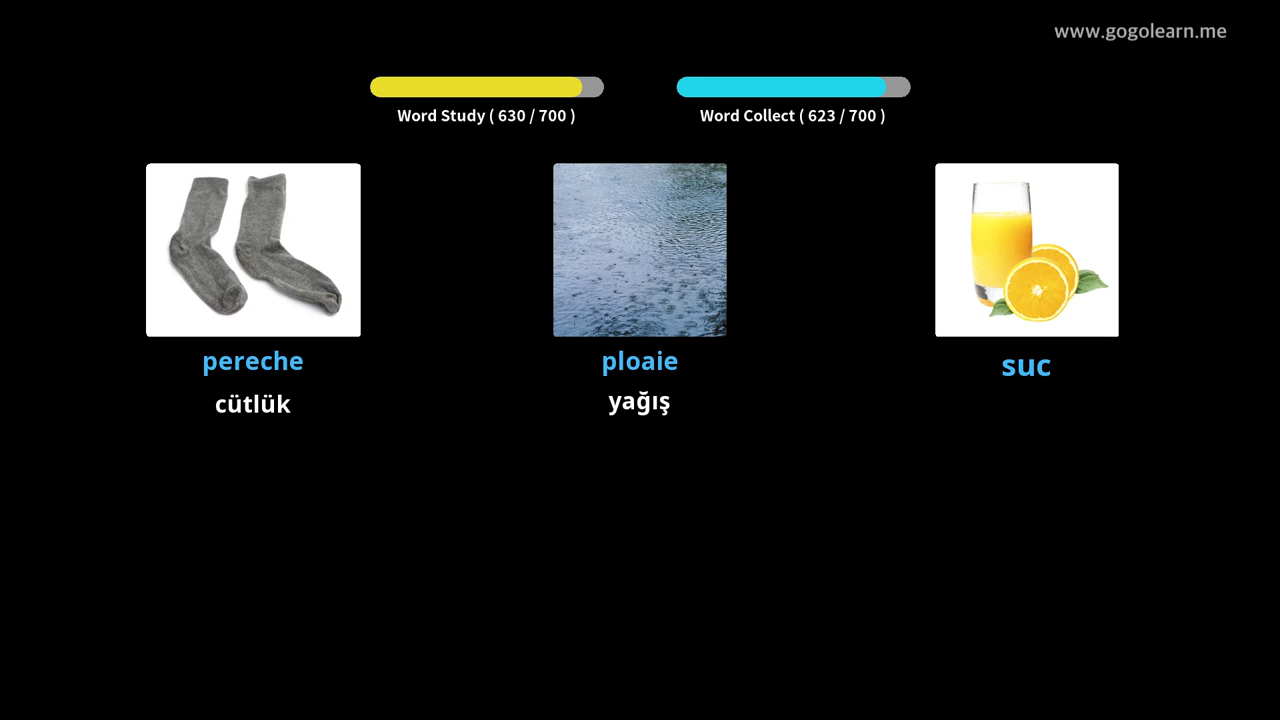 www.gogolearn.me
Word Study ( 630 / 700 )
Word Collect ( 623 / 700 )
pereche
cütlük
ploaie
yağış
suc